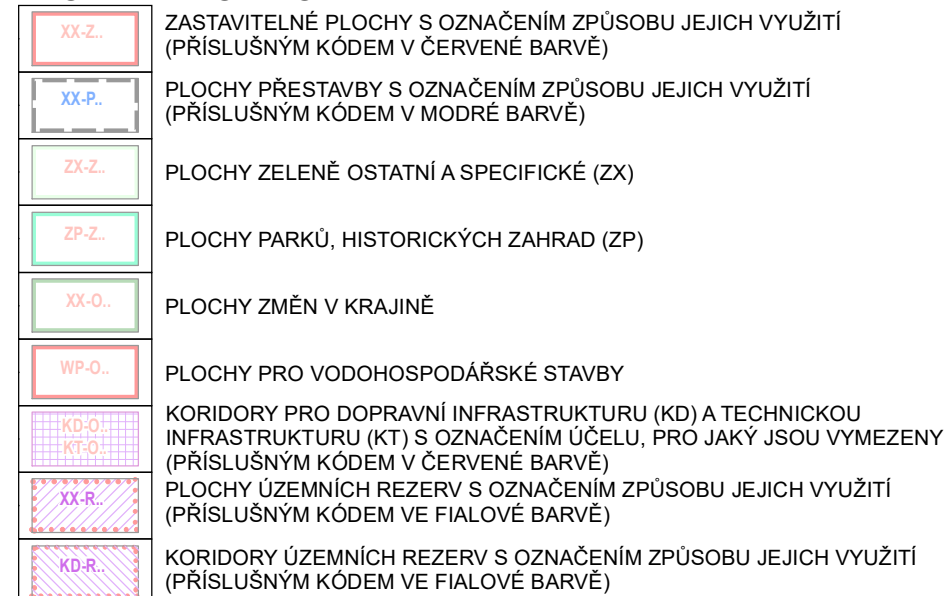 XX-Z..
ZASTAVITELNÉ PLOCHY S OZNAČENÍM ZPŮSOBU JEJICH VYUŽITÍ
(PŘÍSLUŠNÝM KÓDEM V ČERVENÉ BARVĚ)
XX-P..
PLOCHY PŘESTAVBY S OZNAČENÍM ZPŮSOBU JEJICH VYUŽITÍ
(PŘÍSLUŠNÝM KÓDEM V MODRÉ BARVĚ)
ZX-Z..
PLOCHY ZELENĚ OSTATNÍ A SPECIFICKÉ (ZX)
ZP-Z..
PLOCHY PARKŮ, HISTORICKÝCH ZAHRAD (ZP)
XX-O..
PLOCHY ZMĚN V KRAJINĚ
WP-O..
PLOCHY PRO VODOHOSPODÁŘSKÉ STAVBY
KD-O..
KT-O..
KORIDORY PRO DOPRAVNÍ INFRASTRUKTURU (KD) A TECHNICKOU
INFRASTRUKTURU (KT) S OZNAČENÍM ÚČELU, PRO JAKÝ JSOU VYMEZENY
(PŘÍSLUŠNÝM KÓDEM V ČERVENÉ BARVĚ)
XX-R..
PLOCHY ÚZEMNÍCH REZERV S OZNAČENÍM ZPŮSOBU JEJICH VYUŽITÍ
(PŘÍSLUŠNÝM KÓDEM VE FIALOVÉ BARVĚ)
KD-R..
KORIDORY ÚZEMNÍCH REZERV S OZNAČENÍM ZPŮSOBU JEJICH VYUŽITÍ
(PŘÍSLUŠNÝM KÓDEM VE FIALOVÉ BARVĚ)